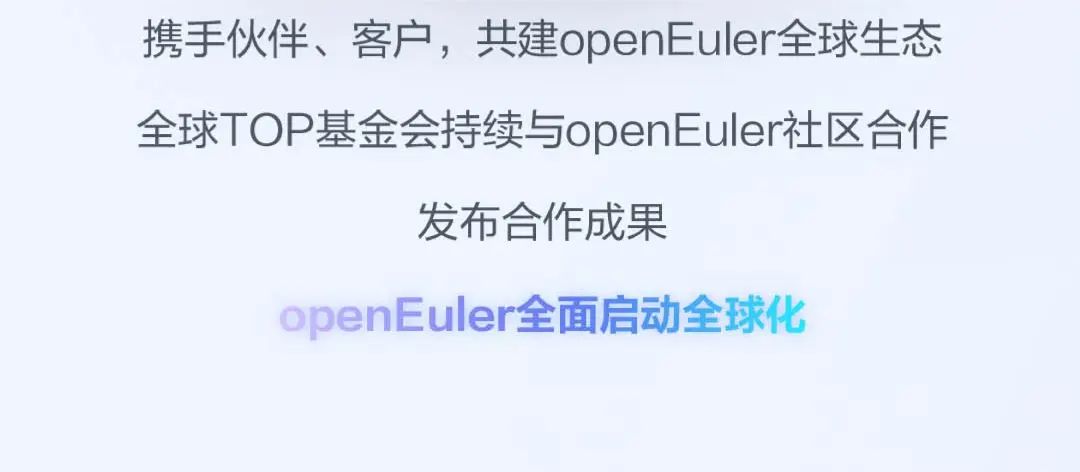 携手伙伴、客户，共建openEuler全球生态
全球TOP基金会持续与openEuler社区合作
发布合作成果
openEuler全面启动全球化